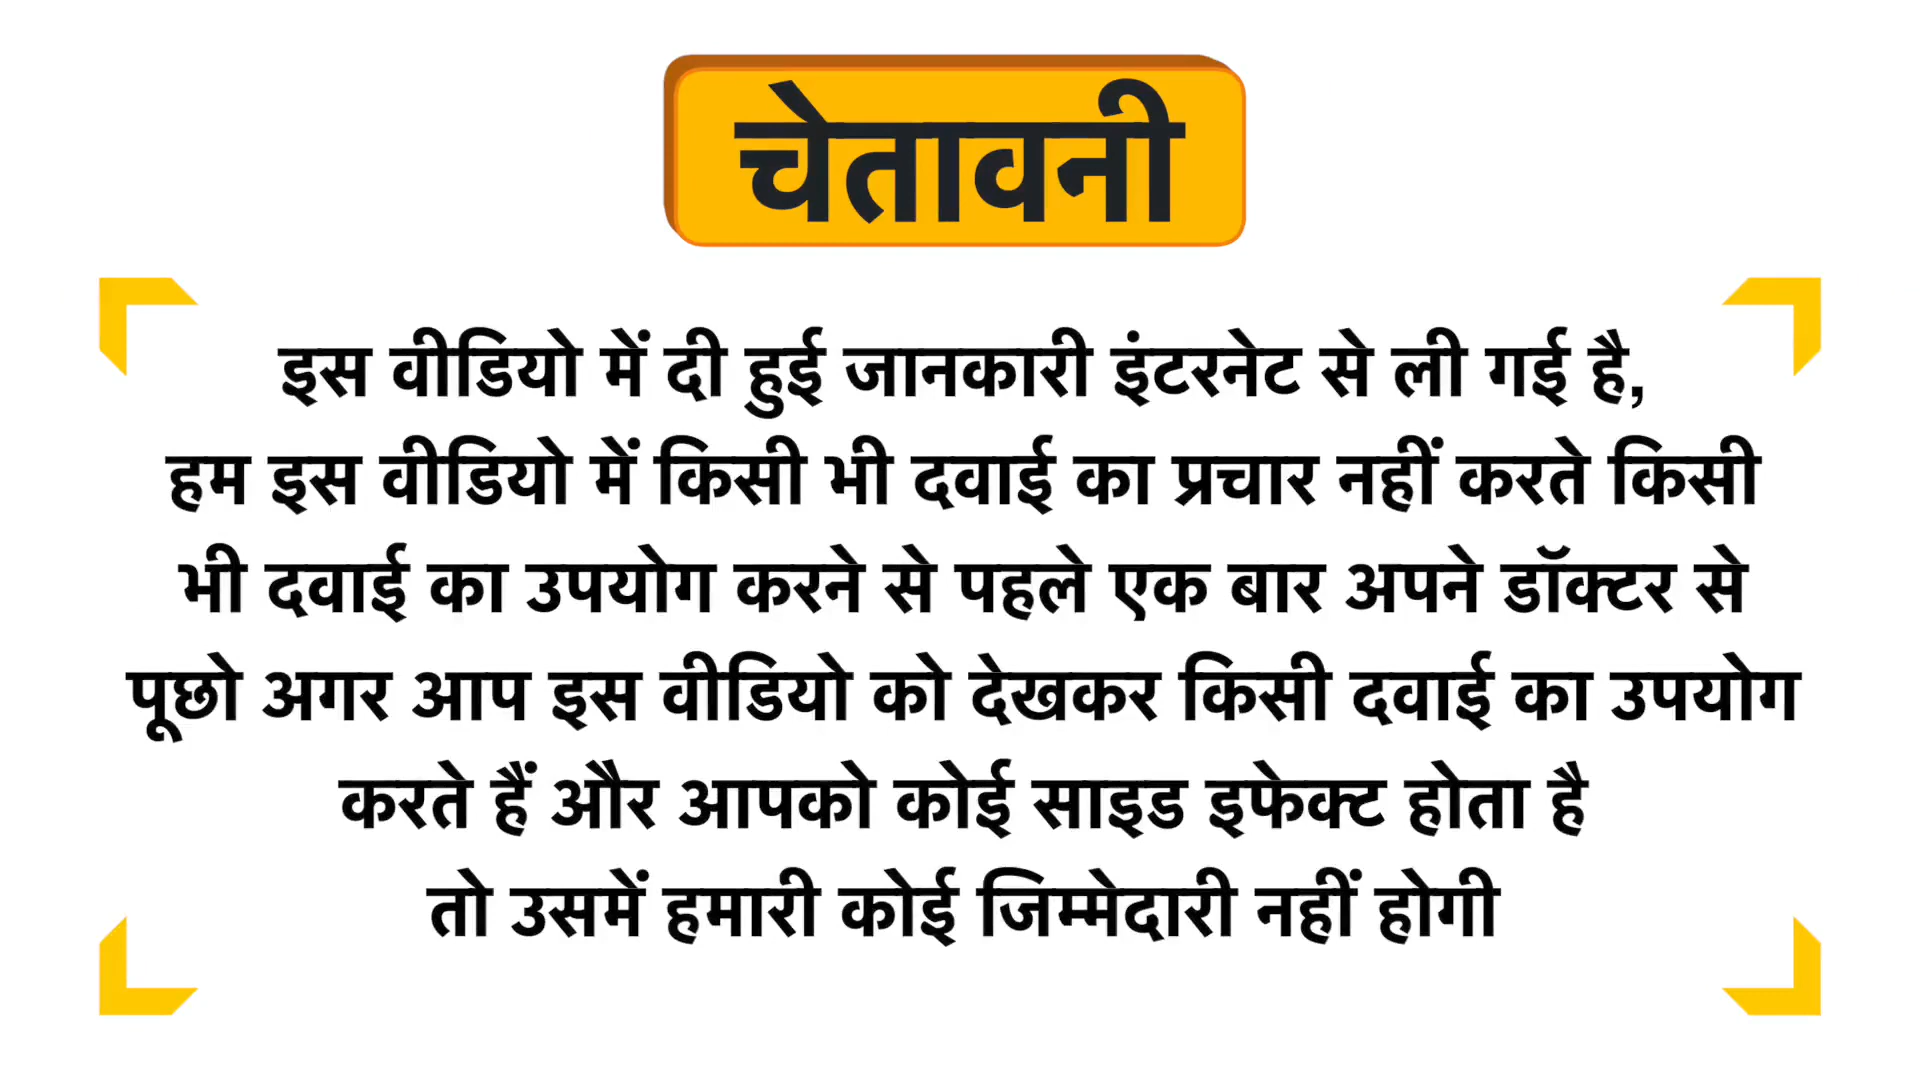 चेतावनी
इस वीडियो में दी हुई जानकारी इंटरनेट से ली गई है,
हम इस वीडियो में किसी भी दवाई का प्रचार नहीं करते किसी
भी दवाई का उपयोग करने से पहले एक बार अपने डॉक्टर से
पूछो अगर आप इस वीडियो को देखकर किसी दवाई का उपयोग
करते हैं और आपको कोई साइड इफेक्ट होता है
तो उसमें हमारी कोई जिम्मेदारी नहीं होगी